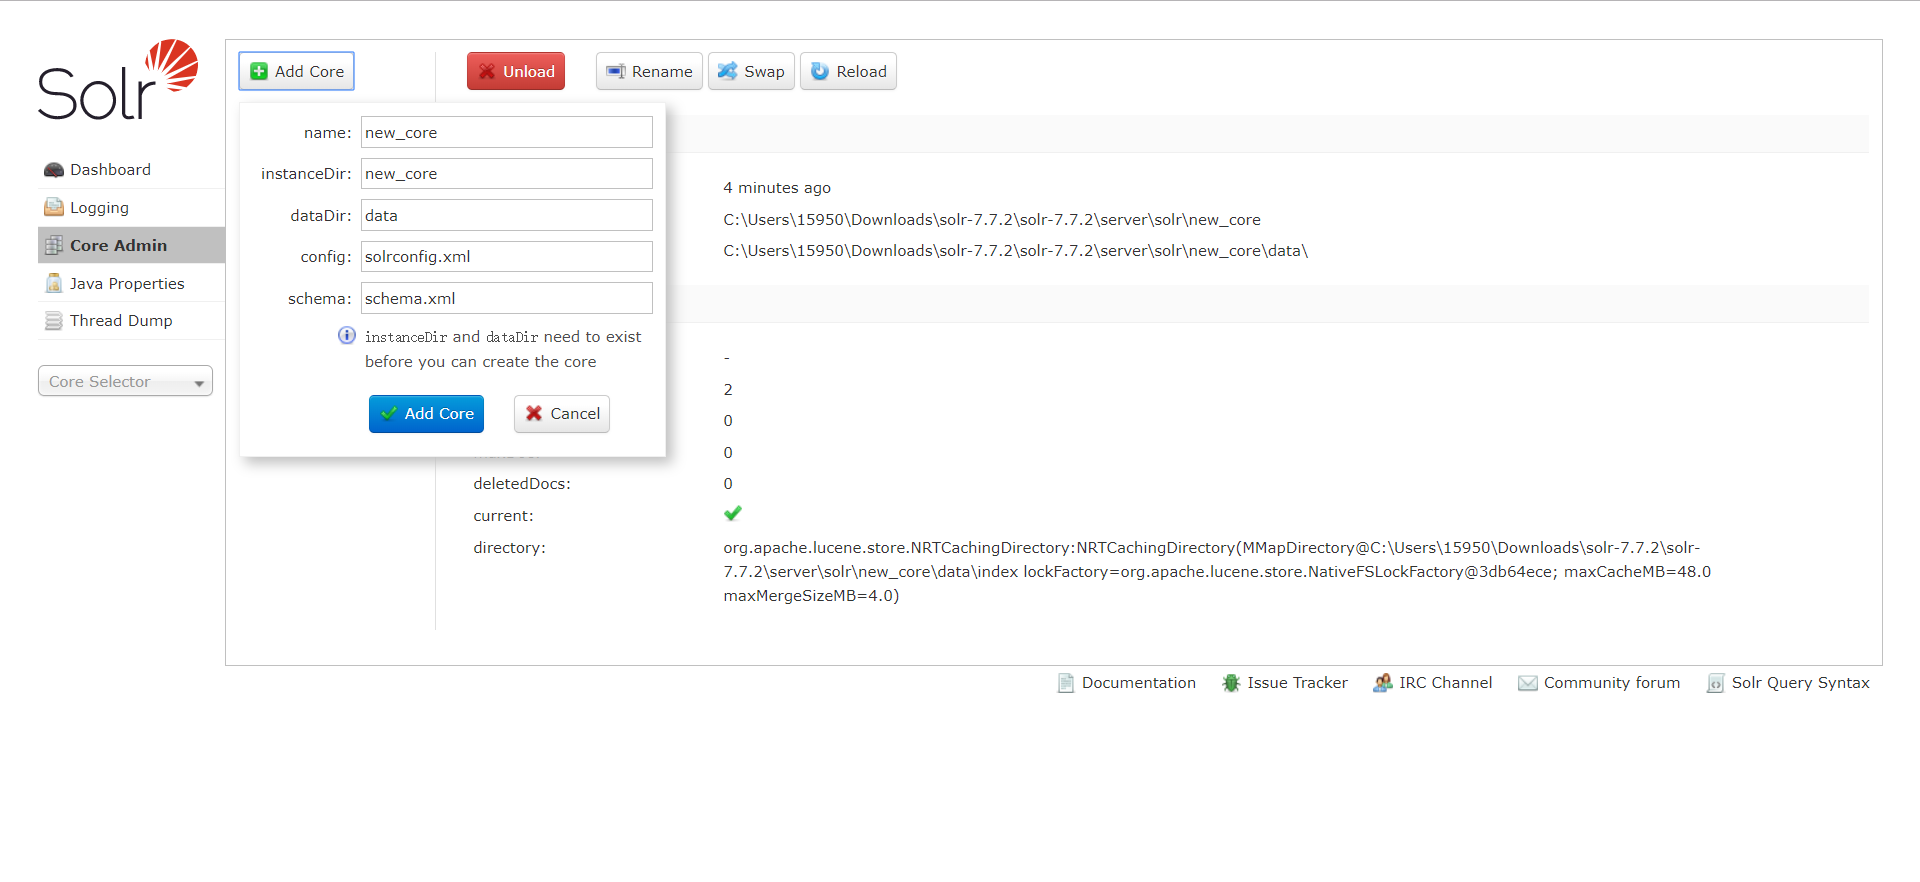 Solr
Dashboard
Logging
Core Admin
Java Properties
Thread Dump
Core Selector
Add Core
Unload
Rename
Swap
Reload
name: new_core
instanceDir: new_core
dataDir: data
config: solrconfig.xml
schema: schema.xml
instanceDir and dataDir need to exist
before you can create the core
Add Core
Cancel
4 minutes ago
C:\Users\15950\Downloads\solr-7.7.2\solr-7.7.2\server\solr\new_core
C:\Users\15950\Downloads\solr-7.7.2\solr-7.7.2\server\solr\new_core\data\
-
2
0
0
deletedDocs: 0
current:
directory: org.apache.lucene.store.NRTCachingDirectory:NRTCachingDirectory(MMapDirectory@C:\Users\15950\Downloads\solr-7.7.2\solr-
7.7.2\server\solr\new_core\data\index lockFactory=org.apache.lucene.store.NativeFSLockFactory@3db64ece; maxCacheMB=48.0
maxMergeSizeMB=4.0)
Documentation
Issue Tracker
IRC Channel
Community forum
Solr Query Syntax